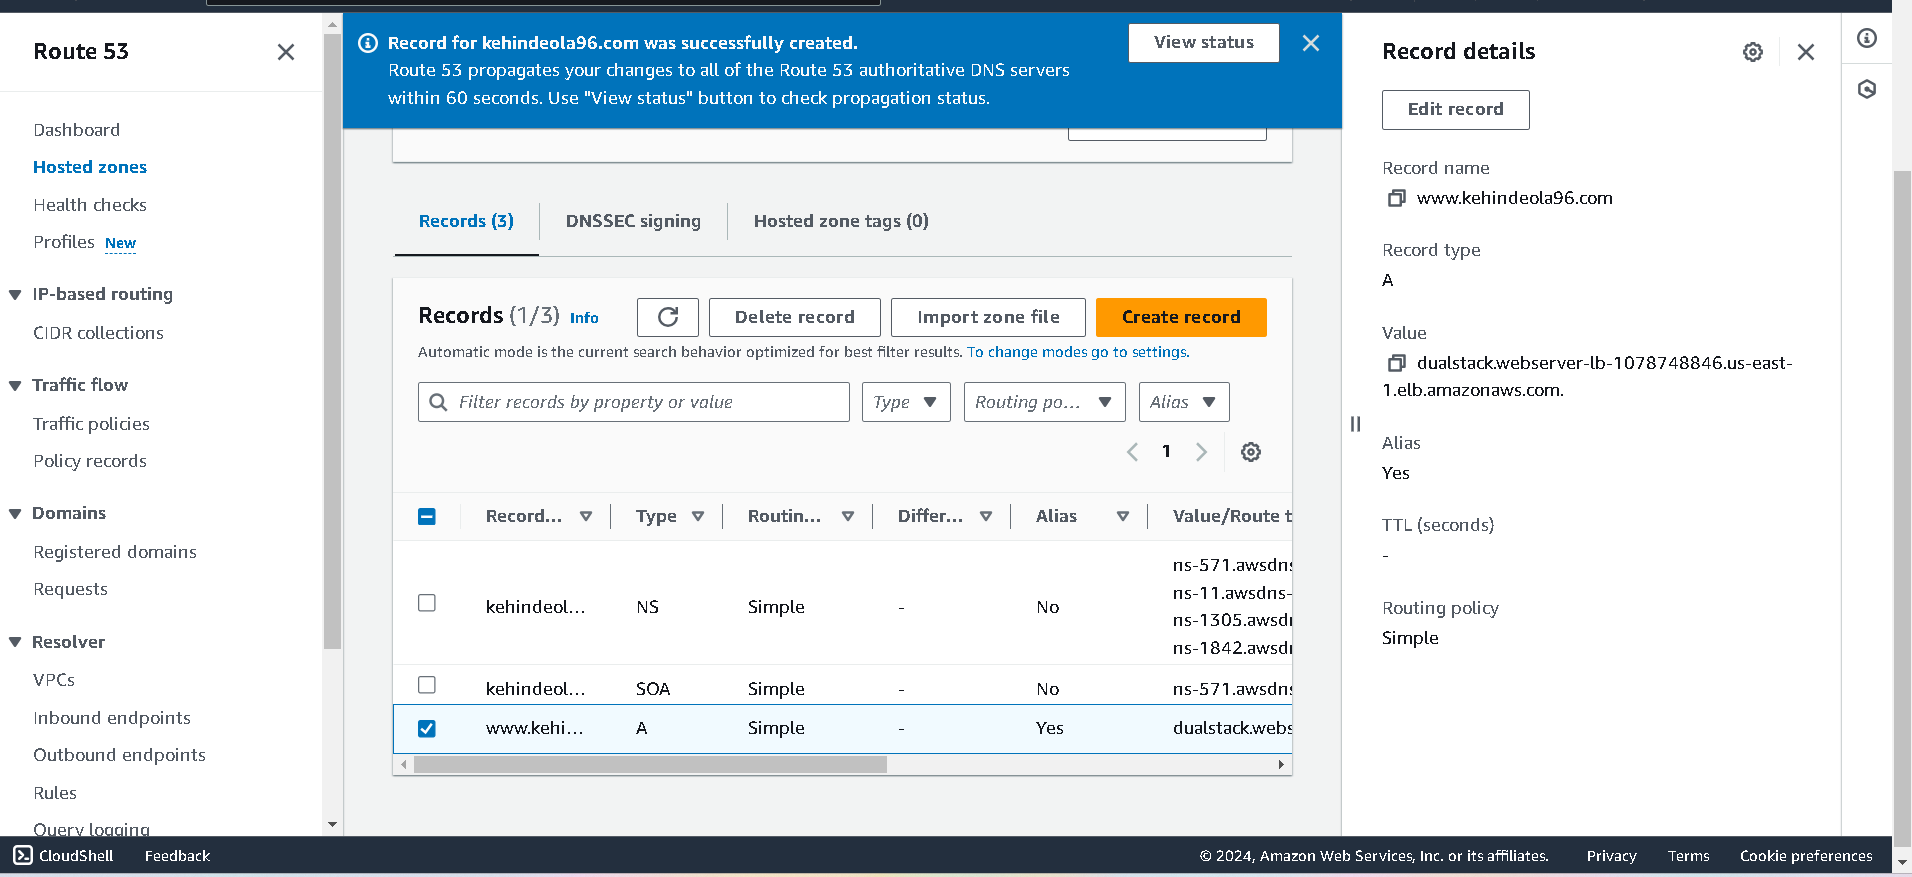 Route 53
Dashboard
Hosted zones
Health checks
Profiles New
IP-based routing
CIDR collections
Traffic flow
Traffic policies
Policy records
Domains
Registered domains
Requests
Resolver
VPCs
Inbound endpoints
Outbound endpoints
Rules
Query logging
Record for kehindeola96.com was successfully created.
Route 53 propagates your changes to all of the Route 53 authoritative DNS servers
within 60 seconds. Use "View status" button to check propagation status.
View status
Records (3)
DNSSEC signing
Hosted zone tags (0)
Records (1/3) Info
Delete record
Import zone file
Create record
Automatic mode is the current search behavior optimized for best filter results. To change modes go to settings.
Filter records by property or value
Type
Routing po...
Alias
1
Record... Type Routin... Differ... Alias Value/Route t
ns-571.awsdns
ns-11.awsdns-
kehindeol... NS Simple - No
ns-1305.awsdn
ns-1842.awsdn
kehindeol... SOA Simple - No ns-571.awsdns
www.kehi... A Simple - Yes dualstack.webs
Record details
Edit record
Record name
www.kehindeola96.com
Record type
A
Value
dualstack.webserver-lb-1078748846.us-east-
1.elb.amazonaws.com.
Alias
Yes
TTL (seconds)
-
Routing policy
Simple
CloudShell
Feedback
© 2024, Amazon Web Services, Inc. or its affiliates.
Privacy
Terms
Cookie preferences